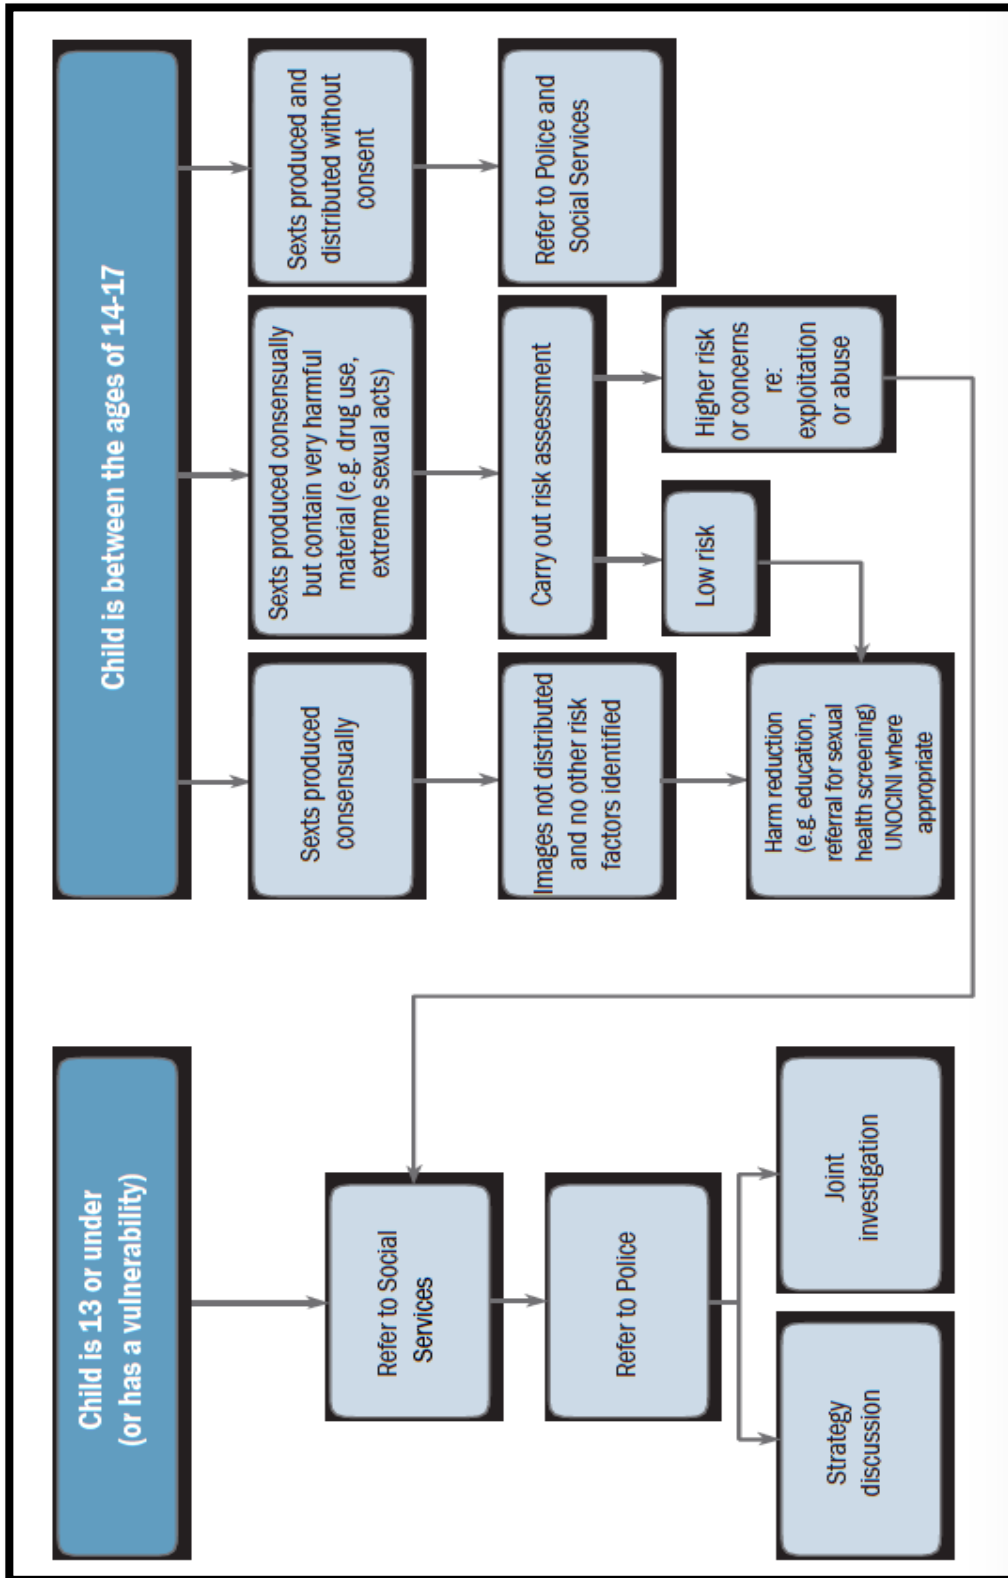 Child is 13 or under
(or has a vulnerability)
Refer to Social
Services
Refer to Police
Strategy
discussion
Joint
investigation
Child is between the ages of 14-17
Sexts produced
consensually
Images not distributed
and no other risk
factors identified
Harm reduction
(e.g. education,
referral for sexual
health screening)
UNOCINI where
appropriate
Sexts produced consensually
but contain very harmful
material (e.g. drug use,
extreme sexual acts)
Carry out risk assessment
Low risk
Higher risk
or concerns
re:
exploitation
or abuse
Sexts produced and
distributed without
consent
Refer to Police and
Social Services